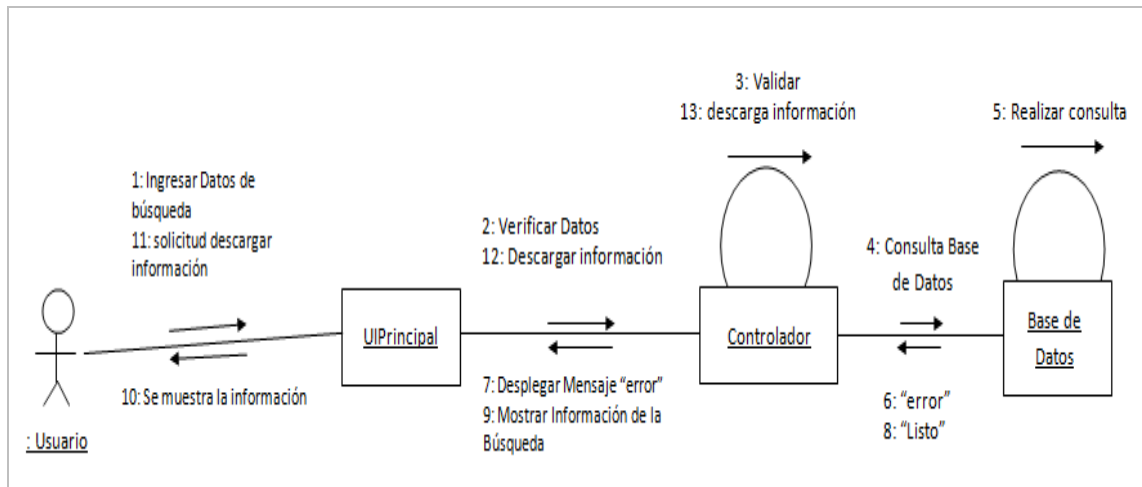 3: Validar
13: descarga información
5: Realizar consulta
1: Ingresar Datos de
búsqueda
11: solicitud descargar
información
2: Verificar Datos
12: Descargar información
4: Consulta Base
de Datos
UIPrincipal
Controlador
Base de
Datos
10: Se muestra la información
7: Desplegar Mensaje “error”
9: Mostrar Información de la
Búsqueda
6: “error”
8: “Listo”
: Usuario